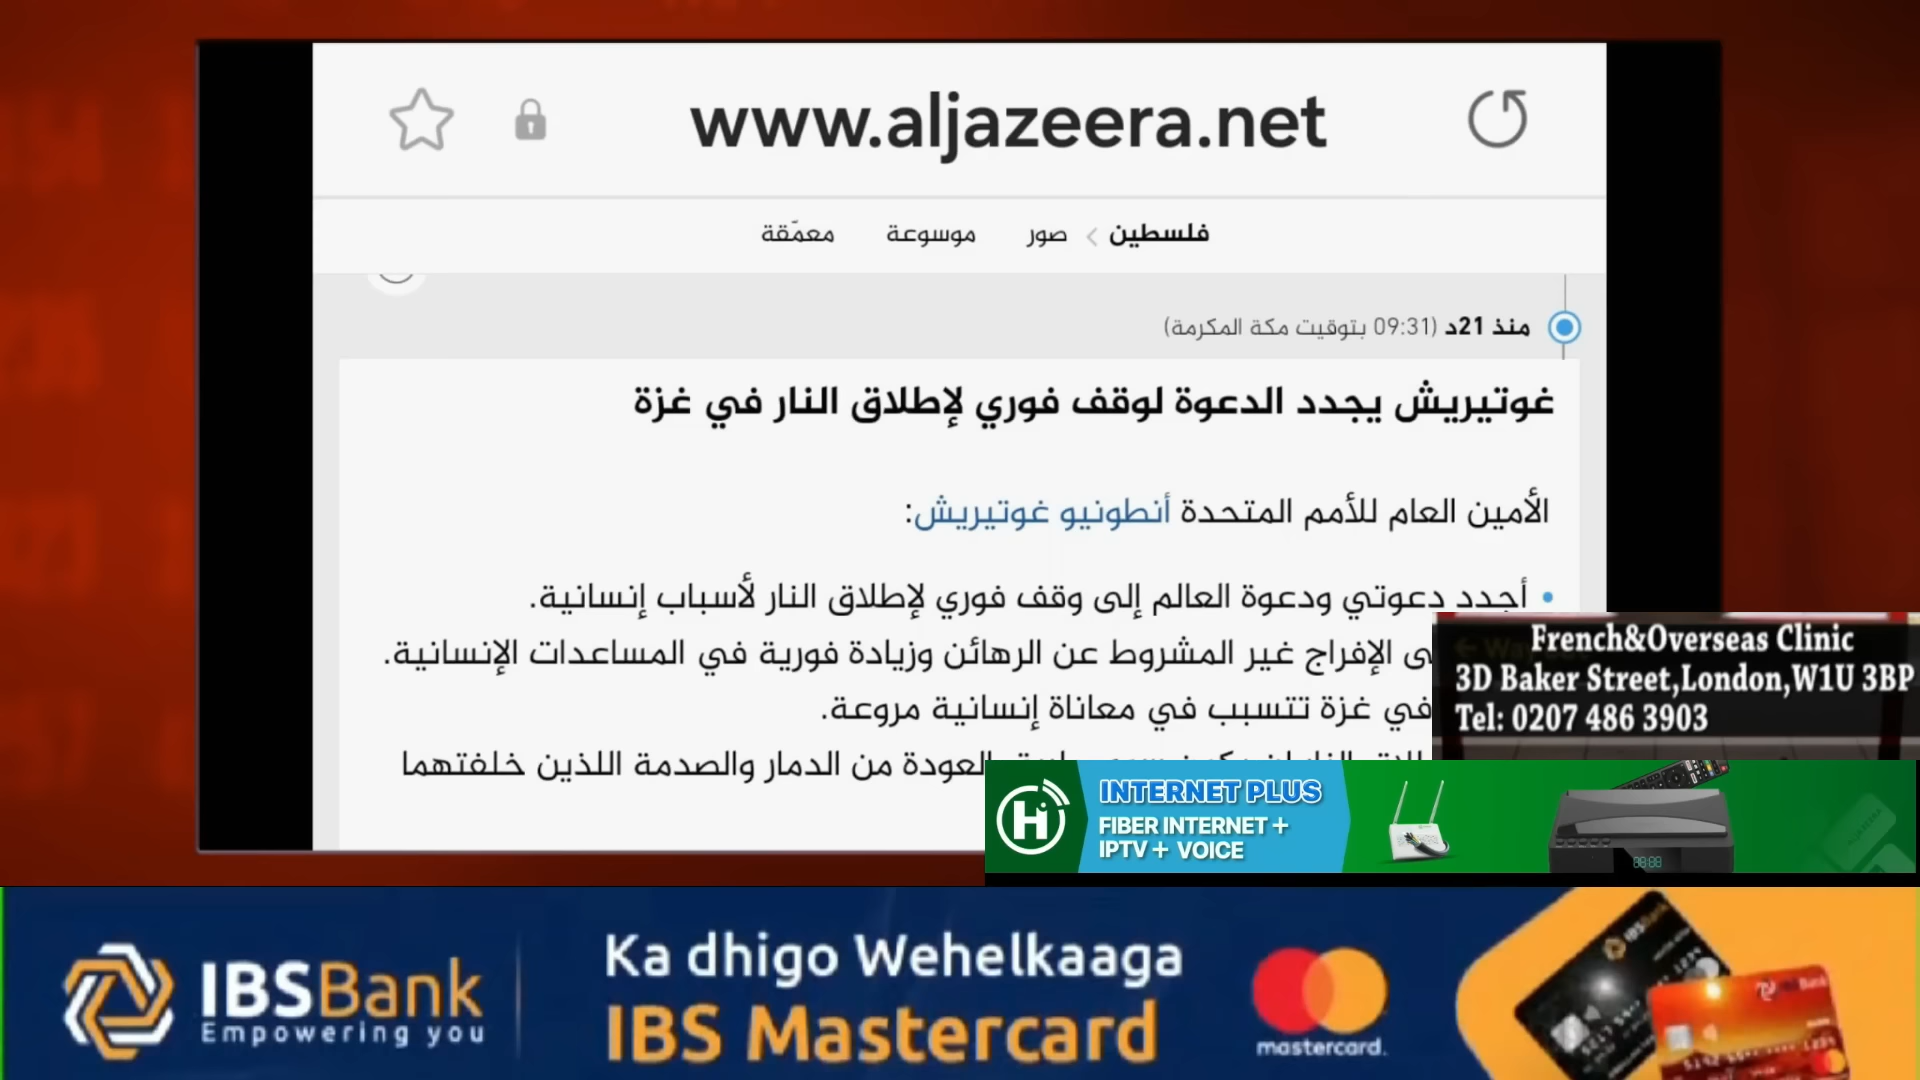 www.aljazeera.net
فلسطين
صور
موسوعة
معمّقة
منذ 21د (09:31 بتوقيت مكة المكرمة)
غوتيريش يجدد الدعوة لوقف فوري لإطلاق النار في غزة
الأمين العام للأمم المتحدة أنطونيو غوتيريش:
• أجدد دعوتي ودعوة العالم إلى وقف فوري لإطلاق النار لأسباب إنسانية.
الإفراج غير المشروط عن الرهائن وزيادة فورية في المساعدات الإنسانية.
في غزة تتسبب في معاناة إنسانية مروعة.
العودة من الدمار والصدمة اللذين خلفتهما
French&Overseas Clinic
3D Baker Street,London,W1U 3BP
Tel: 0207 486 3903
H
INTERNET PLUS
FIBER INTERNET +
IPTV + VOICE
08:08
IBSBank
Empowering you
Ka dhigo Wehelkaaga
IBS Mastercard
mastercard.